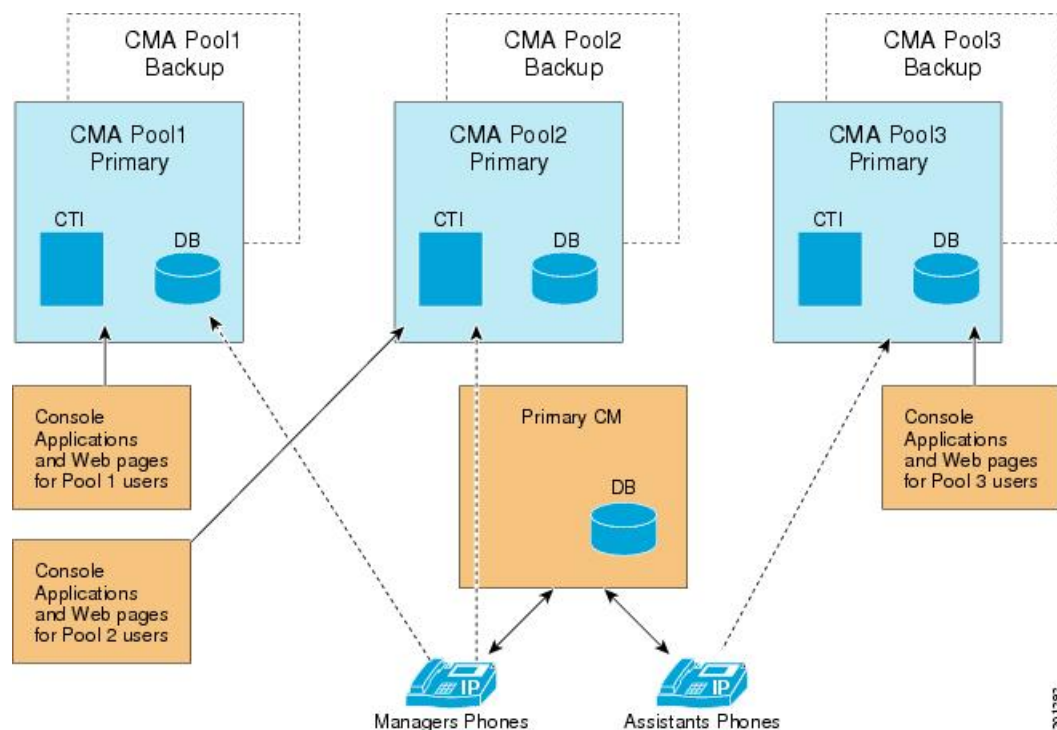 CMA Pool1
Backup
CMA Pool2
Backup
CMA Pool3
Backup
CMA Pool1
Primary
CMA Pool2
Primary
CMA Pool3
Primary
CTI
DB
CTI
DB
CTI
DB
Console
Applications
and Web pages
for Pool 1 users
Primary CM
DB
Console
Applications
and Web pages
for Pool 3 users
Console
Applications
and Web pages
for Pool 2 users
IP
Managers Phones
IP
Assistants Phones